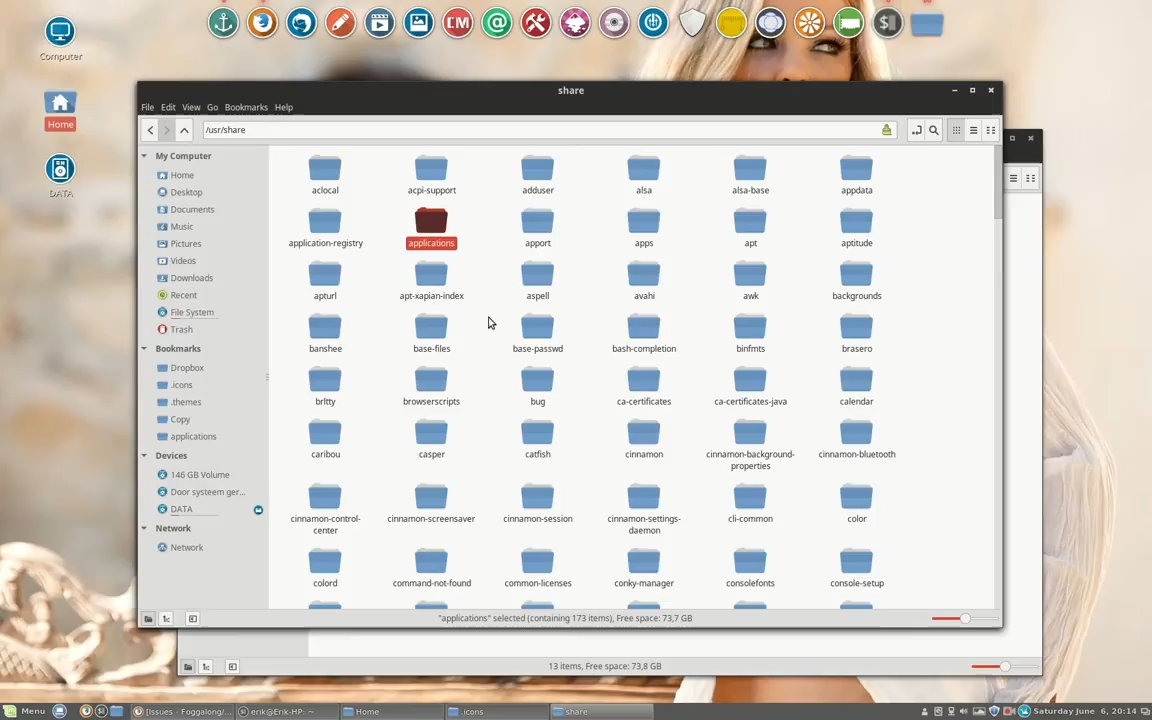 Computer
Home
DATA
CM
@
$
share
File Edit View Go Bookmarks Help
/usr/share
My Computer
Home
Desktop
Documents
Music
Pictures
Videos
Downloads
Recent
File System
Trash
Bookmarks
Dropbox
.icons
.themes
Copy
applications
Devices
146 GB Volume
Door systeem ger...
DATA
Network
Network
aclocal acpi-support adduser alsa alsa-base appdata
application-registry applications apport apps apt aptitude
apturl apt-xapian-index aspell avahi awk backgrounds
banshee base-files base-passwd bash-completion binfmts brasero
brltty browserscripts bug ca-certificates ca-certificates-java calendar
caribou casper catfish cinnamon cinnamon-background-properties cinnamon-bluetooth
cinnamon-control-center cinnamon-screensaver cinnamon-session cinnamon-settings-daemon cli-common color
colord command-not-found common-licenses conky-manager consolefonts console-setup
"applications" selected (containing 173 items), Free space: 73,7 GB
13 items, Free space: 73,8 GB
Menu [Issues - Foggalong/... erik@Erik-HP: ~ Home .icons share Saturday June 6, 20:14